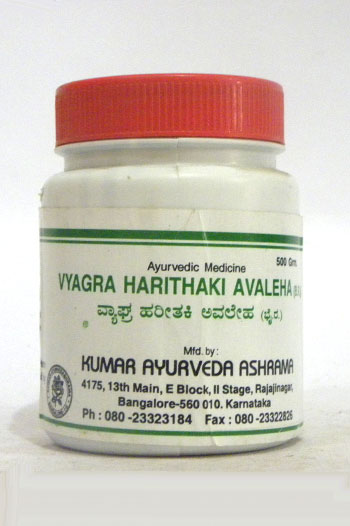 500 Gm.
Ayurvedic Medicine
VYAGRA HARITHAKI AVALEHA
ವ್ಯಾಘ್ರ ಹರೀತಕಿ ಅವಲೇಹ (ಭೈ.ರ.)
Mfd. by :
KUMAR AYURVEDA ASHRAMA
4175, 13th Main, E Block, II Stage, Rajajinagar,
Bangalore-560 010. Karnataka
Ph : 080 -23323184 Fax : 080-23322826